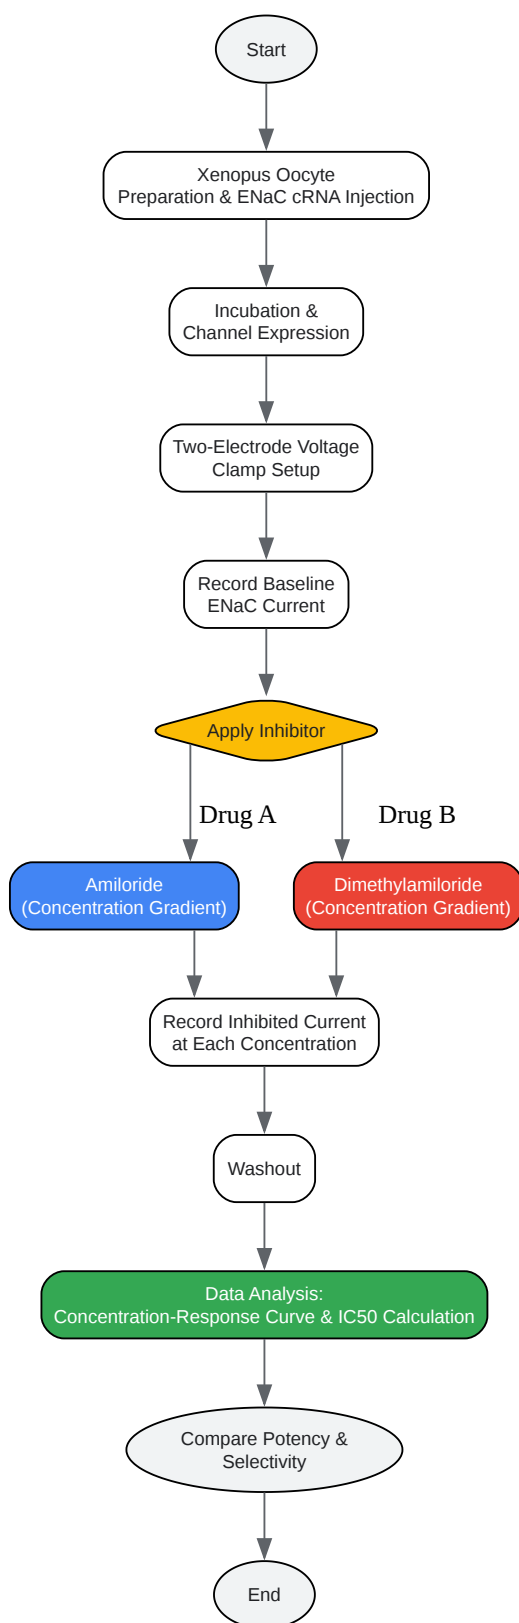 Start
Xenopus Oocyte
Preparation & ENaC cRNA Injection
Incubation &
Channel Expression
Two-Electrode Voltage
Clamp Setup
Record Baseline
ENaC Current
Apply Inhibitor
Drug A
Drug B
Amiloride
(Concentration Gradient)
Dimethylamiloride
(Concentration Gradient)
Record Inhibited Current
at Each Concentration
Washout
Data Analysis:
Concentration-Response Curve & IC50 Calculation
Compare Potency &
Selectivity
End